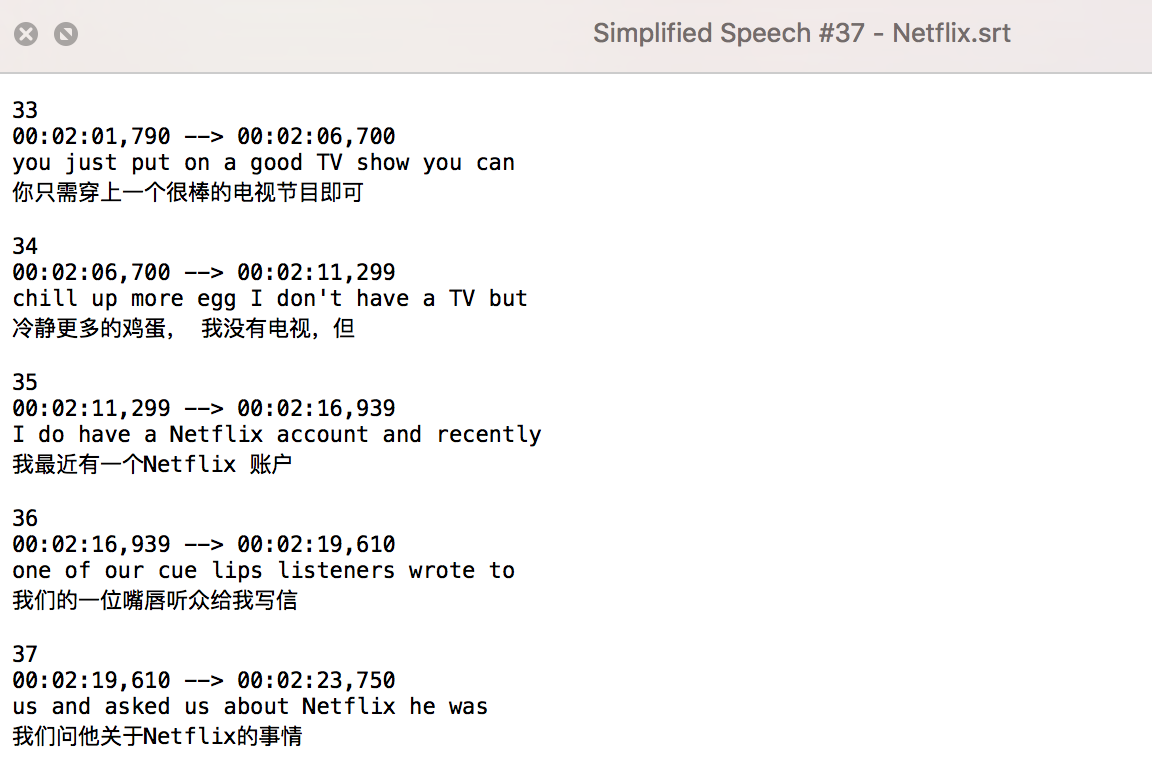 Simplified Speech #37 - Netflix.srt
33
00:02:01,790 --> 00:02:06,700
you just put on a good TV show you can
你只需穿上一个很棒的电视节目即可
34
00:02:06,700 --> 00:02:11,299
chill up more egg I don't have a TV but
冷静更多的鸡蛋， 我没有电视，但
35
00:02:11,299 --> 00:02:16,939
I do have a Netflix account and recently
我最近有一个Netflix 账户
36
00:02:16,939 --> 00:02:19,610
one of our cue lips listeners wrote to
我们的一位嘴唇听众给我写信
37
00:02:19,610 --> 00:02:23,750
us and asked us about Netflix he was
我们问他关于Netflix的事情